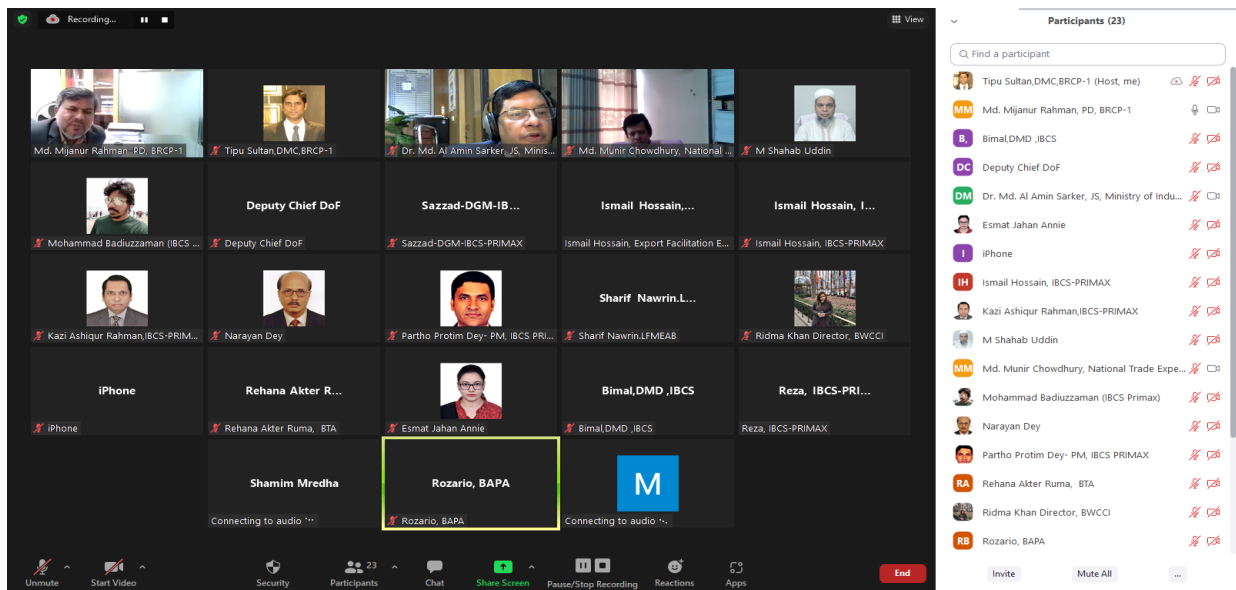 Recording...
View
Md. Mijanur Rahman, PD, BRCP-1
Tipu Sultan,DMC,BRCP-1
Dr. Md. Al Amin Sarker, JS, Minis...
Md. Munir Chowdhury, National ...
M Shahab Uddin
Deputy Chief DoF
Sazzad-DGM-IB...
Ismail Hossain,...
Ismail Hossain, I...
Mohammad Badiuzzaman (IBCS ...
Deputy Chief DoF
Sazzad-DGM-IBCS-PRIMAX
Ismail Hossain, Export Facilitation E...
Ismail Hossain, IBCS-PRIMAX
Sharif Nawrin.L...
Kazi Ashiqur Rahman,IBCS-PRIM...
Narayan Dey
Partho Protim Dey- PM, IBCS PRI...
Sharif Nawrin.LFMEAB
Ridma Khan Director, BWCCI
iPhone
Rehana Akter R...
Bimal,DMD ,IBCS
Reza, IBCS-PRI...
iPhone
Rehana Akter Ruma, BTA
Esmat Jahan Annie
Bimal,DMD ,IBCS
Reza, IBCS-PRIMAX
Shamim Mredha
Rozario, BAPA
M
Connecting to audio
Rozario, BAPA
Connecting to audio
23
Unmute
Start Video
Security
Participants
Chat
Share Screen
Pause/Stop Recording
Reactions
Apps
End
Participants (23)
Find a participant
Tipu Sultan,DMC,BRCP-1 (Host, me)
MM Md. Mijanur Rahman, PD, BRCP-1
B, Bimal,DMD ,IBCS
DC Deputy Chief DoF
DM Dr. Md. Al Amin Sarker, JS, Ministry of Indu...
Esmat Jahan Annie
I iPhone
IH Ismail Hossain, IBCS-PRIMAX
Kazi Ashiqur Rahman,IBCS-PRIMAX
M Shahab Uddin
MM Md. Munir Chowdhury, National Trade Expe...
Mohammad Badiuzzaman (IBCS Primax)
Narayan Dey
Partho Protim Dey- PM, IBCS PRIMAX
RA Rehana Akter Ruma, BTA
Ridma Khan Director, BWCCI
RB Rozario, BAPA
Invite
Mute All
...